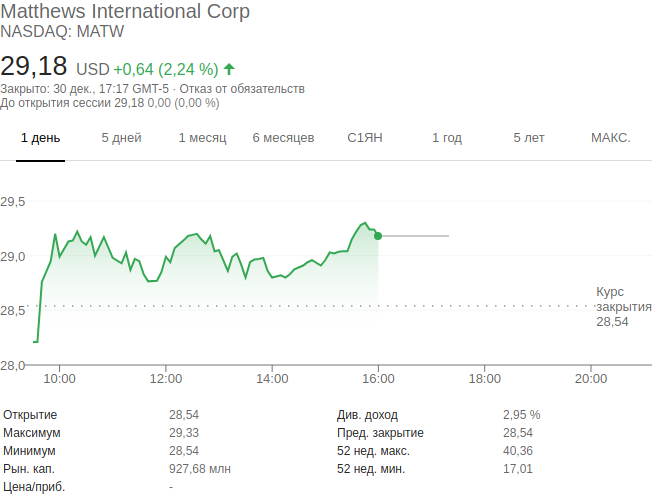 Matthews International Corp
NASDAQ: MATW
29,18 USD +0,64 (2,24 %)
Закрыто: 30 дек., 17:17 GMT-5 · Отказ от обязательств
До открытия сессии 29,18 0,00 (0,00 %)
1 день 5 дней 1 месяц 6 месяцев С1ЯН 1 год 5 лет МАКС.
29,5
29,0
28,5
28,0
Курс
закрытия
28,54
10:00 12:00 14:00 16:00 18:00 20:00
Открытие 28,54 Див. доход 2,95 %
Максимум 29,33 Пред. закрытие 28,54
Минимум 28,54 52 нед. макс. 40,36
Рын. кап. 927,68 млн 52 нед. мин. 17,01
Цена/приб. -